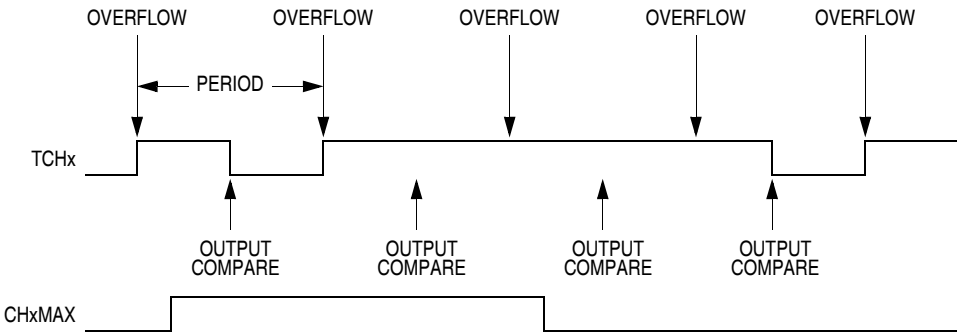 OVERFLOW OVERFLOW OVERFLOW OVERFLOW OVERFLOW
PERIOD
TCHx
OUTPUT COMPARE
OUTPUT COMPARE
OUTPUT COMPARE
OUTPUT COMPARE
CHxMAX